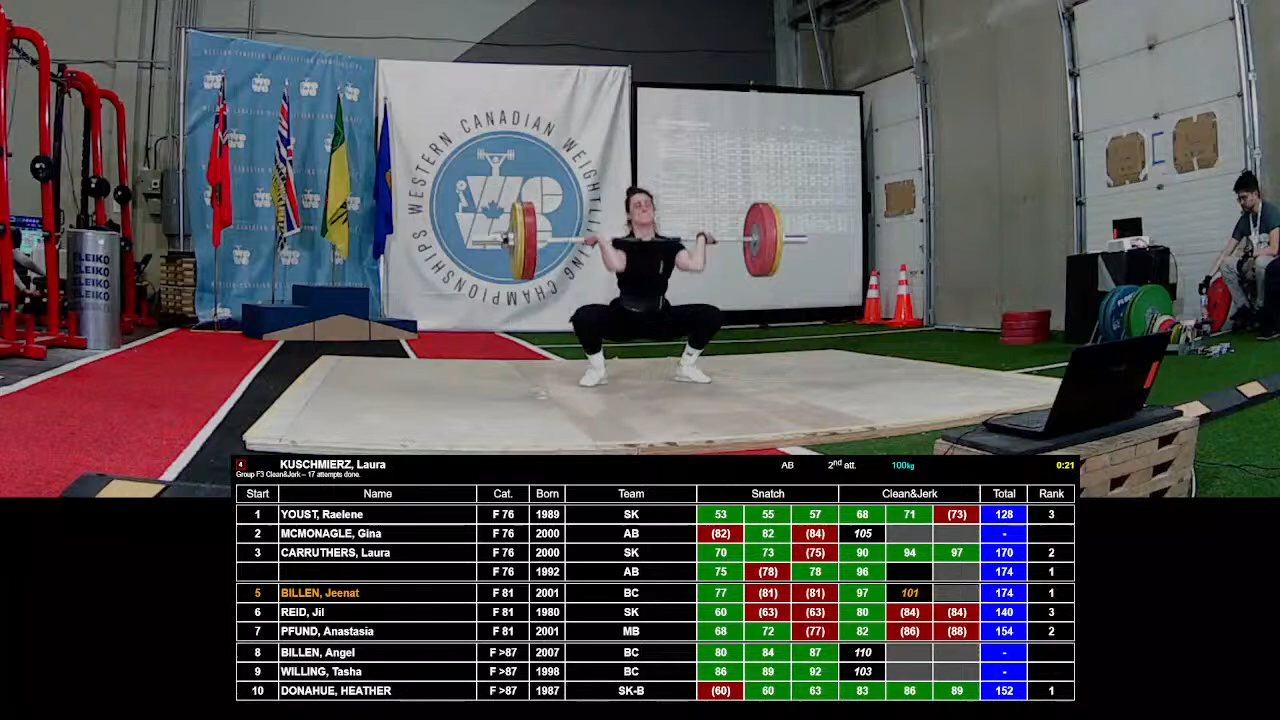 WESTERN CANADIAN WEIGHTLIFTING CHAMPIONSHIPS
ELEIKO
ELEIKO
ELEIKO
4 KUSCHMIERZ, Laura AB 2nd att. 100kg 0:21
Group F3 Clean&Jerk – 17 attempts done.
Start Name Cat. Born Team Snatch Clean&Jerk Total Rank
1 YOUST, Raelene F 76 1989 SK 53 55 57 68 71 (73) 128 3
2 MCMONAGLE, Gina F 76 2000 AB (82) 82 (84) 105 -
3 CARRUTHERS, Laura F 76 2000 SK 70 73 (75) 90 94 97 170 2
F 76 1992 AB 75 (78) 78 96 174 1
5 BILLEN, Jeenat F 81 2001 BC 77 (81) (81) 97 101 174 1
6 REID, Jil F 81 1980 SK 60 (63) (63) 80 (84) (84) 140 3
7 PFUND, Anastasia F 81 2001 MB 68 72 (77) 82 (86) (88) 154 2
8 BILLEN, Angel F >87 2007 BC 80 84 87 110 -
9 WILLING, Tasha F >87 1998 BC 86 89 92 103 -
10 DONAHUE, HEATHER F >87 1987 SK-B (60) 60 63 83 86 89 152 1